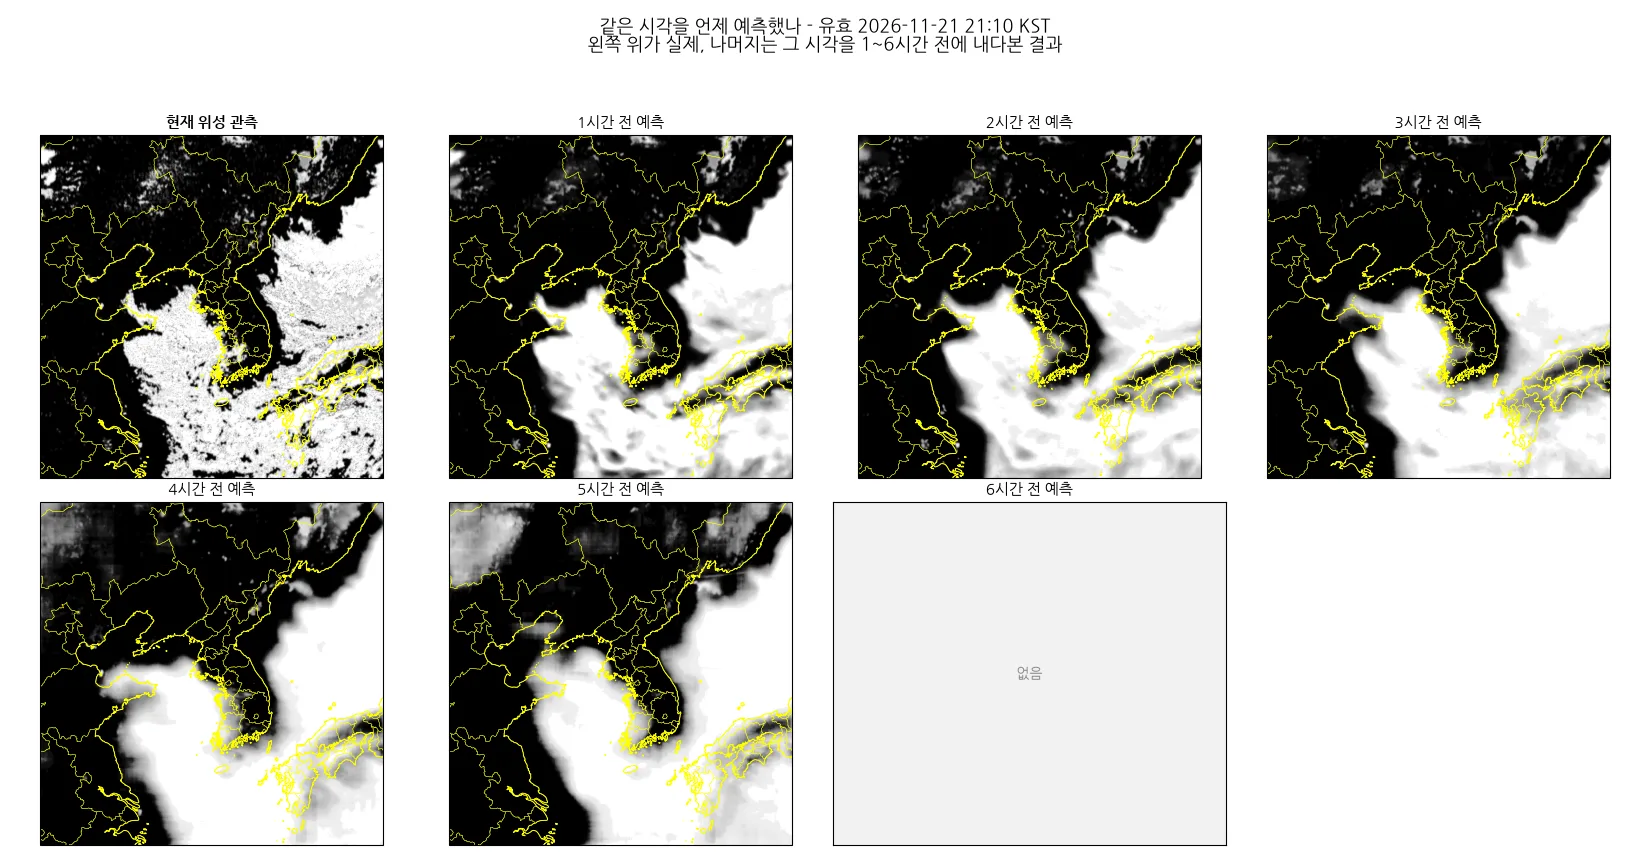 같은 시각을 언제 예측했나 - 유효 2026-11-21 21:10 KST
왼쪽 위가 실제, 나머지는 그 시각을 1~6시간 전에 내다본 결과
현재 위성 관측
1시간 전 예측
2시간 전 예측
3시간 전 예측
4시간 전 예측
5시간 전 예측
6시간 전 예측
없음